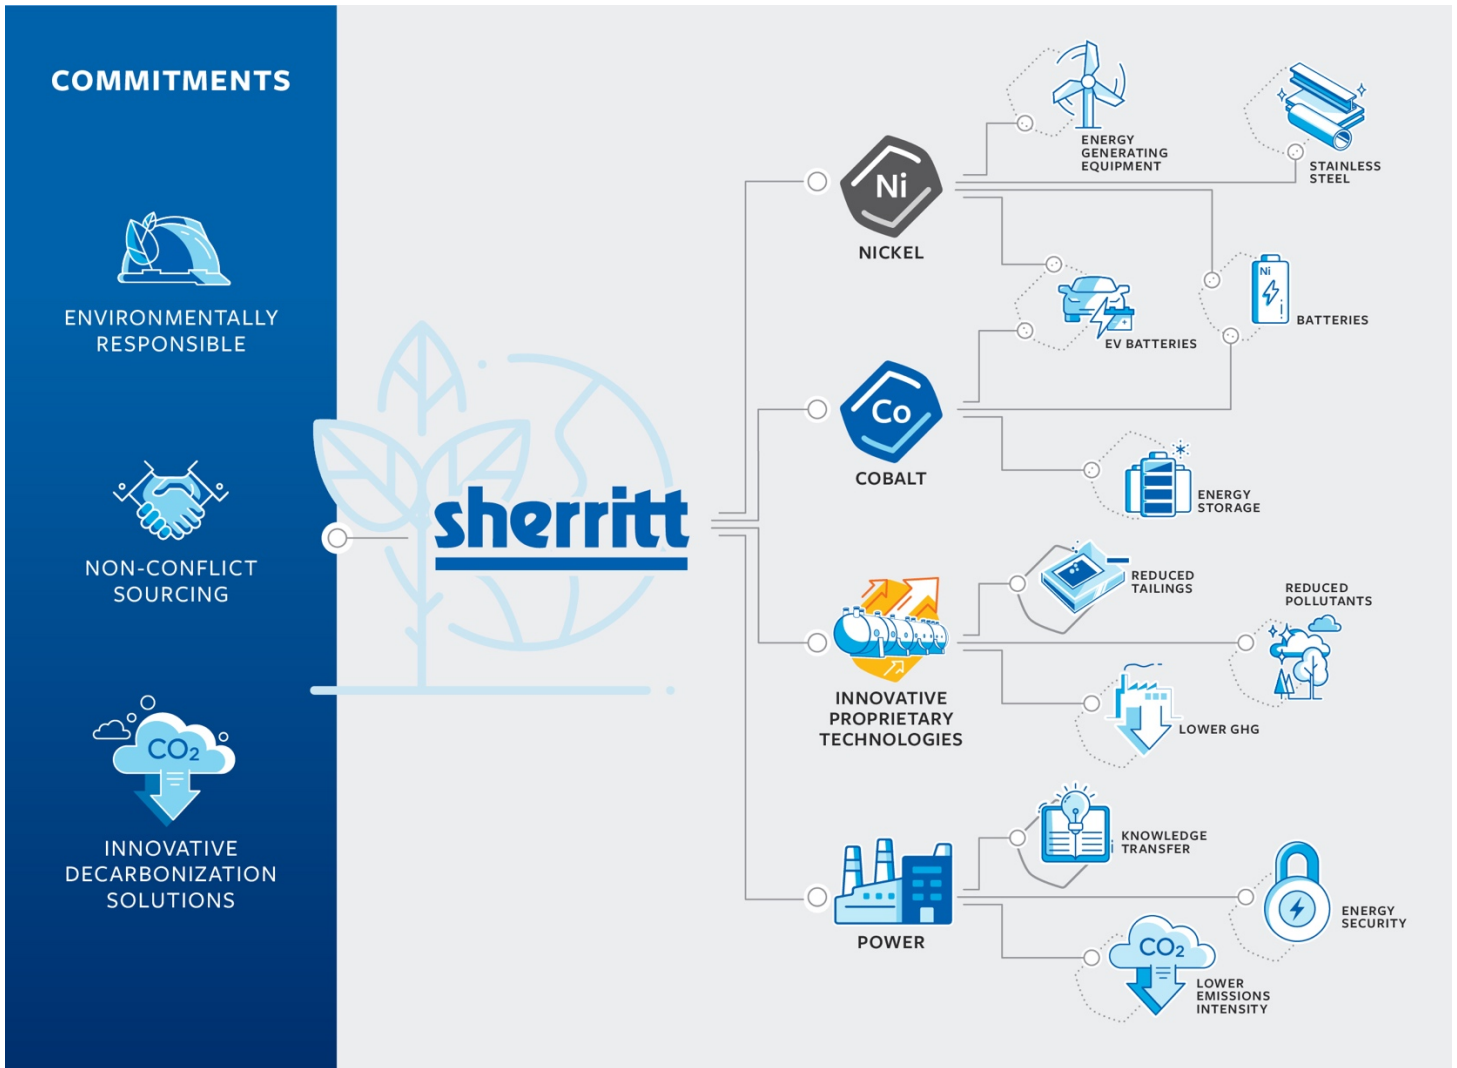 COMMITMENTS
ENVIRONMENTALLY
RESPONSIBLE
NON-CONFLICT
SOURCING
CO2
INNOVATIVE
DECARBONIZATION
SOLUTIONS
sherritt
Ni
NICKEL
ENERGY
GENERATING
EQUIPMENT
STAINLESS
STEEL
EV BATTERIES
Ni
BATTERIES
Co
COBALT
ENERGY
STORAGE
INNOVATIVE
PROPRIETARY
TECHNOLOGIES
REDUCED
TAILINGS
REDUCED
POLLUTANTS
LOWER GHG
POWER
KNOWLEDGE
TRANSFER
ENERGY
SECURITY
CO2
LOWER
EMISSIONS
INTENSITY